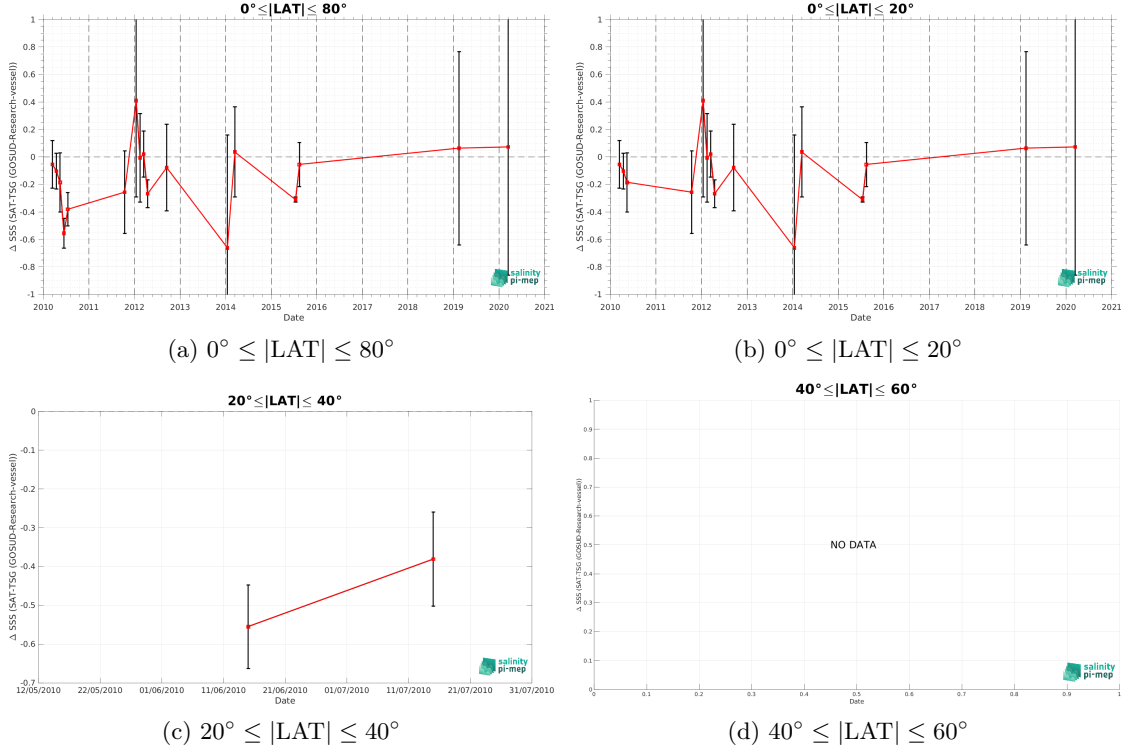 0°≤|LAT|≤ 80°
Δ SSS (SAT-TSG (GOSUD-Research-vessel))
1
0.8
0.6
0.4
0.2
0
-0.2
-0.4
-0.6
-0.8
-1
2010 2011 2012 2013 2014 2015 2016 2017 2018 2019 2020 2021
Date
salinity
pi-mep
(a) 0° ≤ |LAT| ≤ 80°
0°≤|LAT|≤ 20°
Δ SSS (SAT-TSG (GOSUD-Research-vessel))
1
0.8
0.6
0.4
0.2
0
-0.2
-0.4
-0.6
-0.8
-1
2010 2011 2012 2013 2014 2015 2016 2017 2018 2019 2020 2021
Date
salinity
pi-mep
(b) 0° ≤ |LAT| ≤ 20°
20°≤|LAT|≤ 40°
Δ SSS (SAT-TSG (GOSUD-Research-vessel))
0
-0.1
-0.2
-0.3
-0.4
-0.5
-0.6
-0.7
12/05/2010 22/05/2010 01/06/2010 11/06/2010 21/06/2010 01/07/2010 11/07/2010 21/07/2010 31/07/2010
Date
salinity
pi-mep
(c) 20° ≤ |LAT| ≤ 40°
40°≤|LAT|≤ 60°
Δ SSS (SAT-TSG (GOSUD-Research-vessel))
1
0.9
0.8
0.7
0.6
0.5
0.4
0.3
0.2
0.1
0
NO DATA
0 0.1 0.2 0.3 0.4 0.5 0.6 0.7 0.8 0.9 1
Date
salinity
pi-mep
(d) 40° ≤ |LAT| ≤ 60°